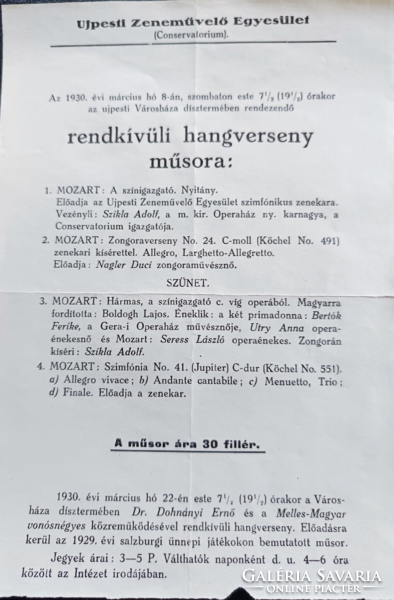 Ujpesti Zeneművelő Egyesület
(Conservatorium).
Az 1930. évi március hó 8-án, szombaton este 7¹/₂ (19¹/₂) órakor
az ujpesti Városháza dísztermében rendezendő
rendkívüli hangverseny
műsora:
1. MOZART: A színigazgató. Nyitány.
Előadja az Ujpesti Zeneművelő Egyesület szimfónikus zenekara.
Vezényli: Szikla Adolf, a m. kir. Operaház ny. karnagya, a
Conservatorium igazgatója.
2. MOZART: Zongoraverseny No. 24. C-moll (Köchel No. 491)
zenekari kísérettel. Allegro, Larghetto-Allegretto.
Előadja: Nagler Duci zongoraművésznő.
SZÜNET.
3. MOZART: Hármas, a színigazgató c. víg operából. Magyarra
fordította: Boldogh Lajos. Éneklik: a két primadonna: Bertók
Ferike, a Gera-i Operaház művésznője, Utry Anna opera-
énekesnő és Mozart: Seress László operaénekes. Zongorán
kíséri: Szikla Adolf.
4. MOZART: Szimfónia No. 41. (Jupiter) C-dur (Köchel No. 551).
a) Allegro vivace; b) Andante cantabile; c) Menuetto, Trio;
d) Finale. Előadja a zenekar.
A műsor ára 30 fillér.
1930. évi március hó 22-én este 7¹/₂ (19¹/₂) órakor a Város-
háza dísztermében Dr. Dohnányi Ernő és a Melles-Magyar
vonósnégyes közreműködésével rendkívüli hangverseny. Előadásra
kerül az 1929. évi salzburgi ünnepi játékokon bemutatott műsor.
Jegyek árai: 3—5 P. Válthatók naponként d. u. 4—6 óra
között az Intézet irodájában.
GALÉRIA SAVARIA
ONLINE PIACTÉR